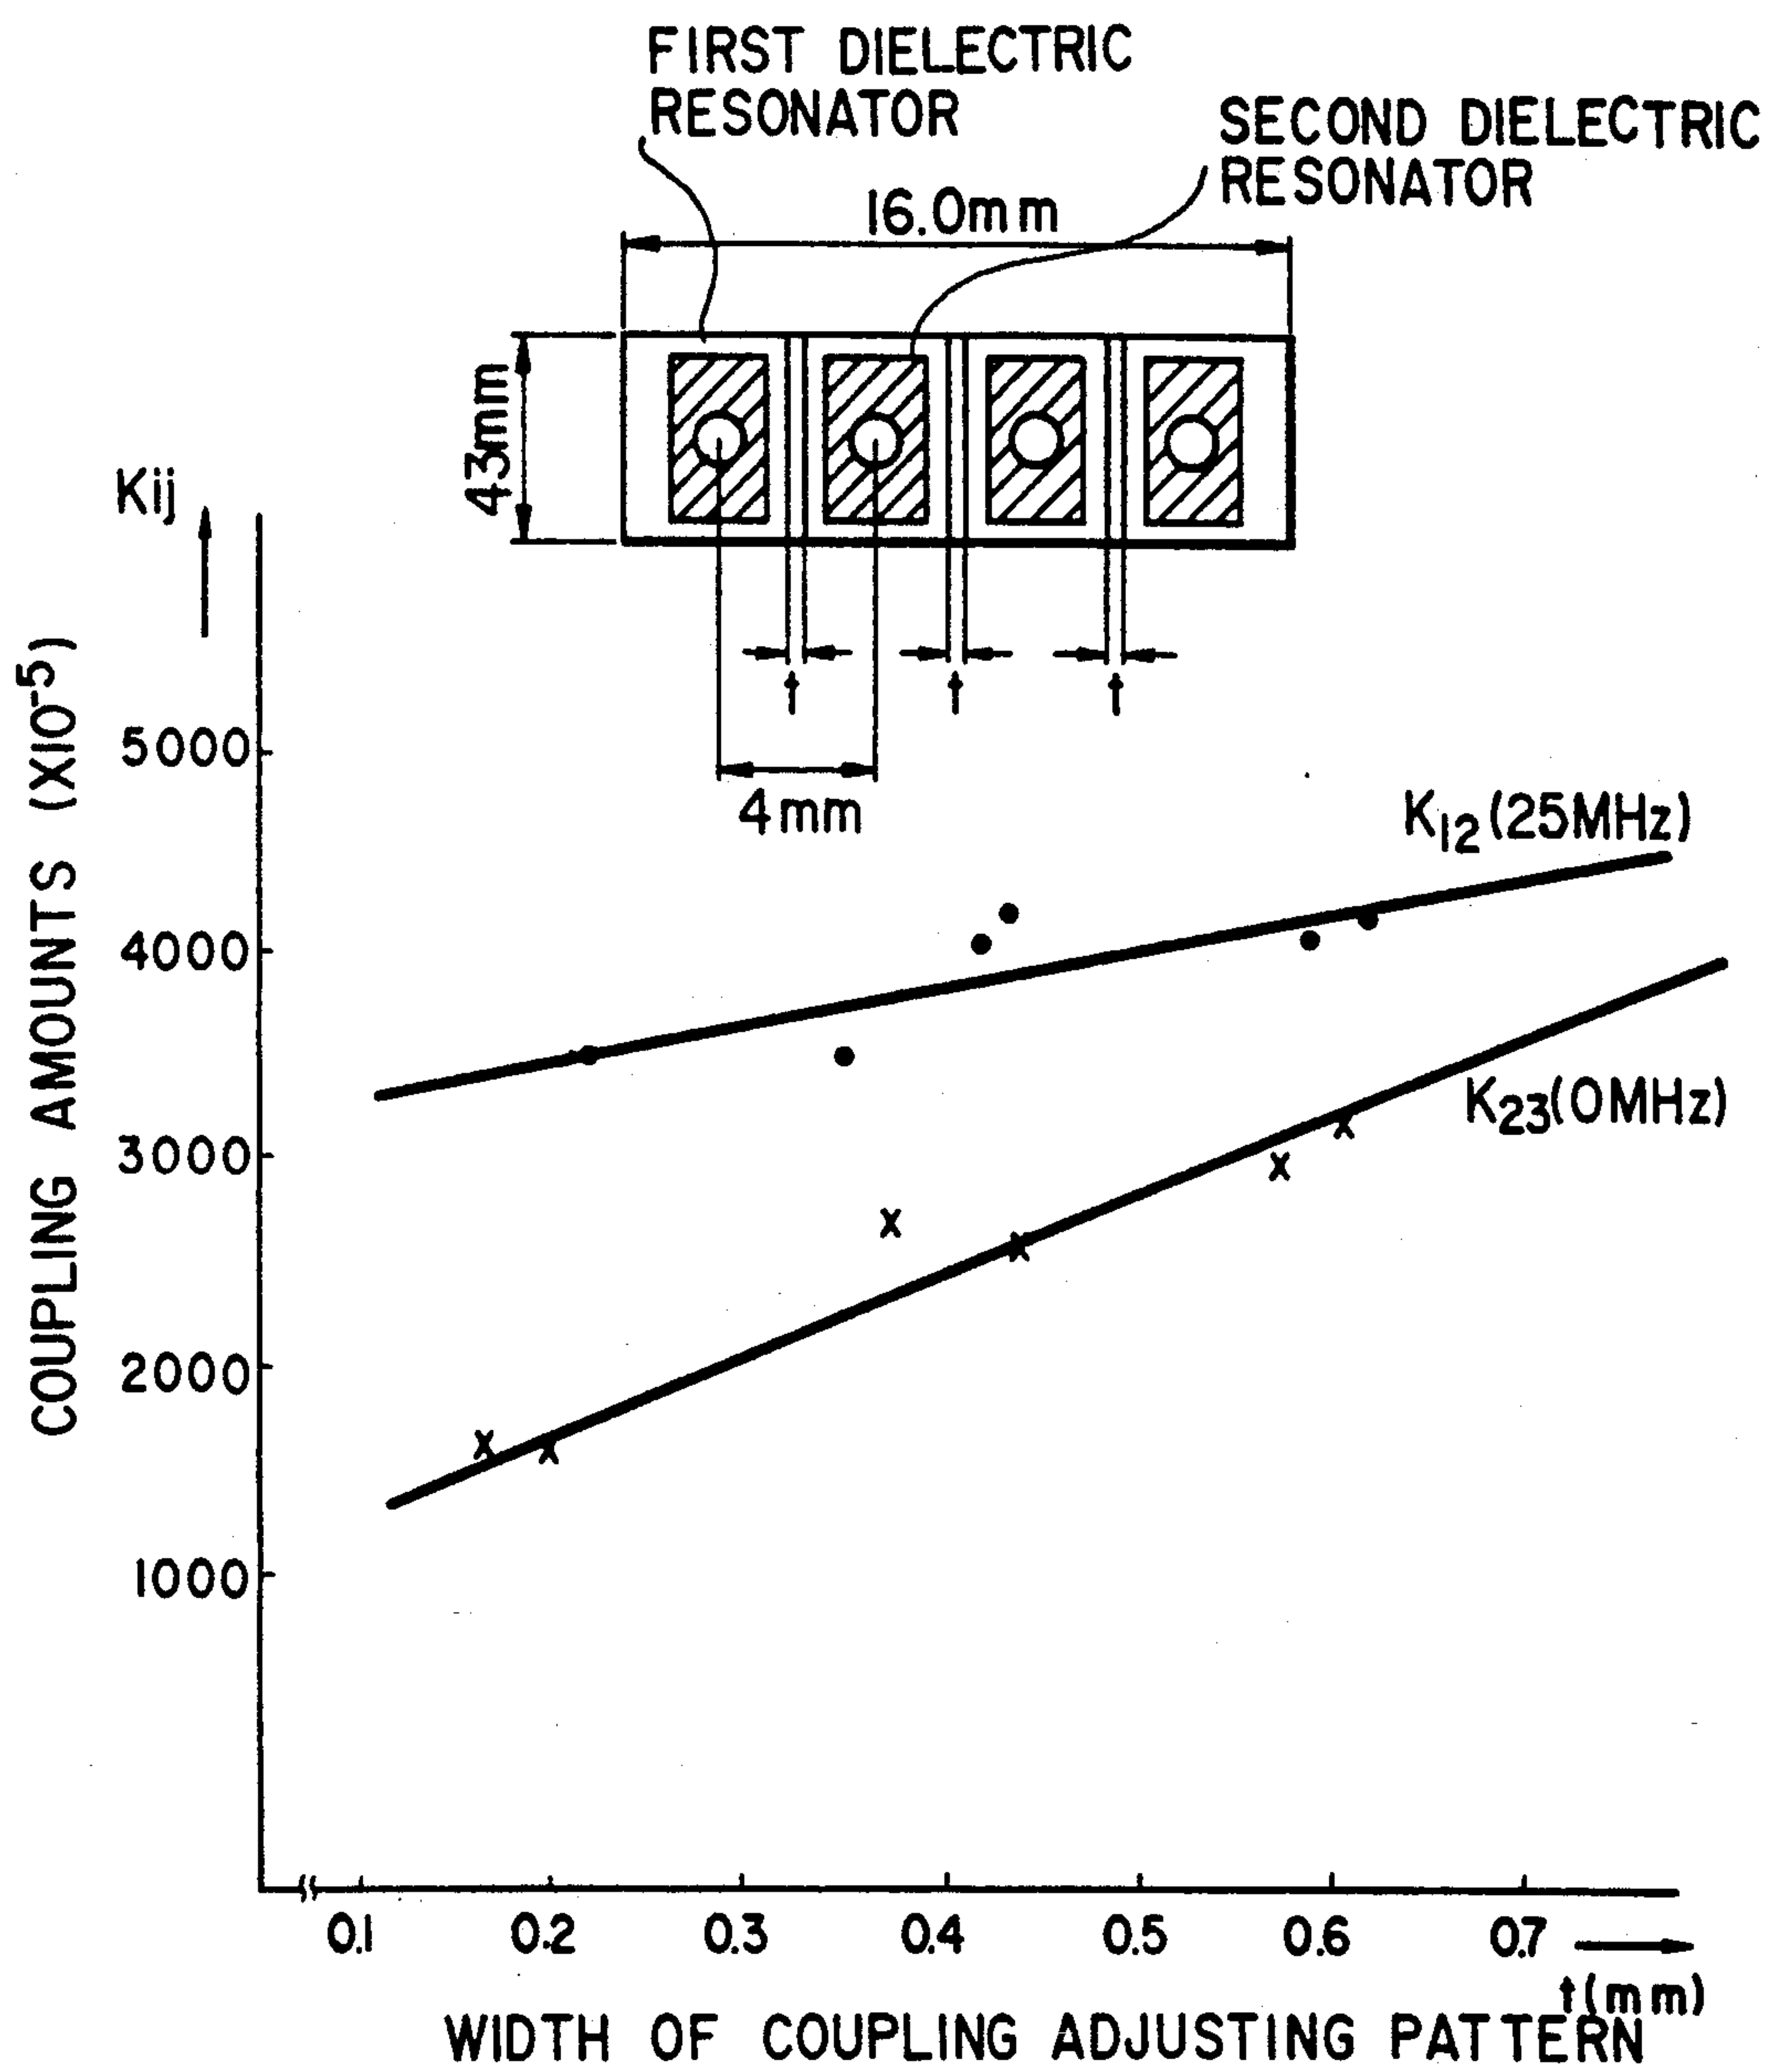 FIRST DIELECTRIC
RESONATOR
SECOND DIELECTRIC
RESONATOR
16.0mm
43mm
t
t
t
4mm
Kij
COUPLING AMOUNTS (X10⁻⁵)
5000
4000
3000
2000
1000
K₁₂(25MHz)
K₂₃(0MHz)
0.1
0.2
0.3
0.4
0.5
0.6
0.7
t(mm)
WIDTH OF COUPLING ADJUSTING PATTERN